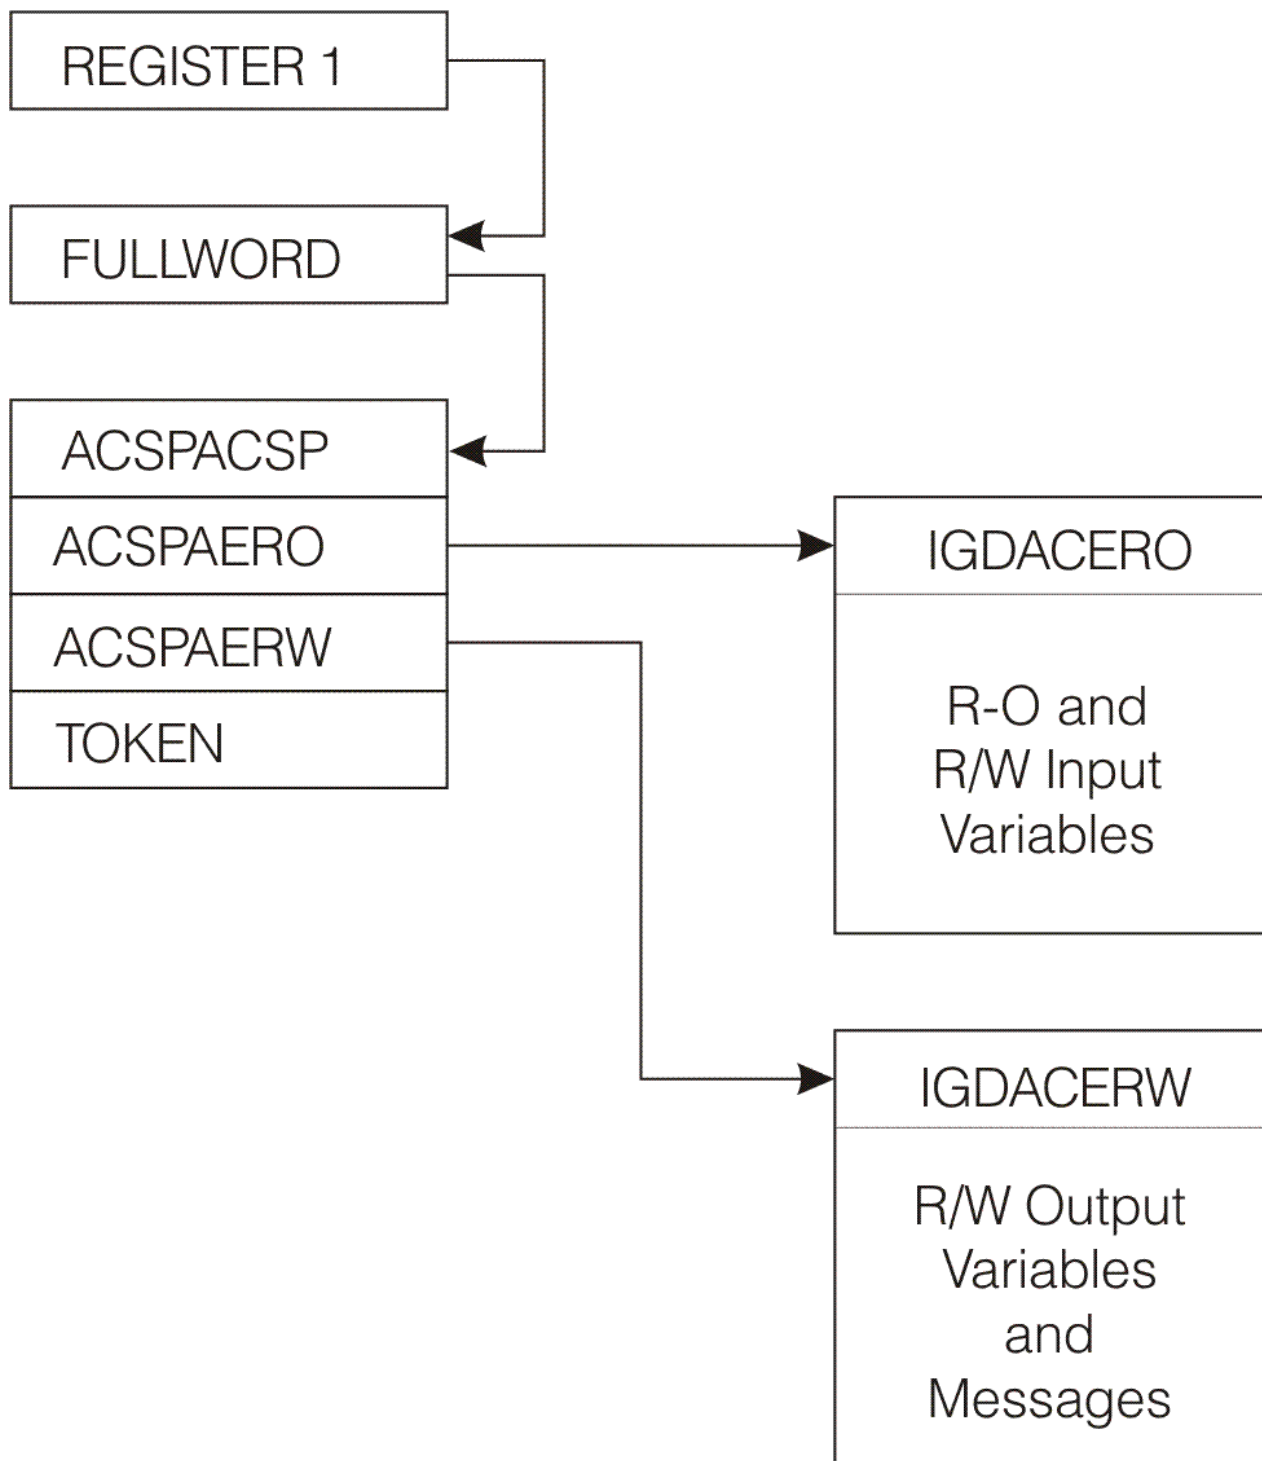 REGISTER 1
FULLWORD
ACSPACSP
ACSPAERO
ACSPAERW
TOKEN
IGDACERO
R-O and
R/W Input
Variables
IGDACERW
R/W Output
Variables
and
Messages